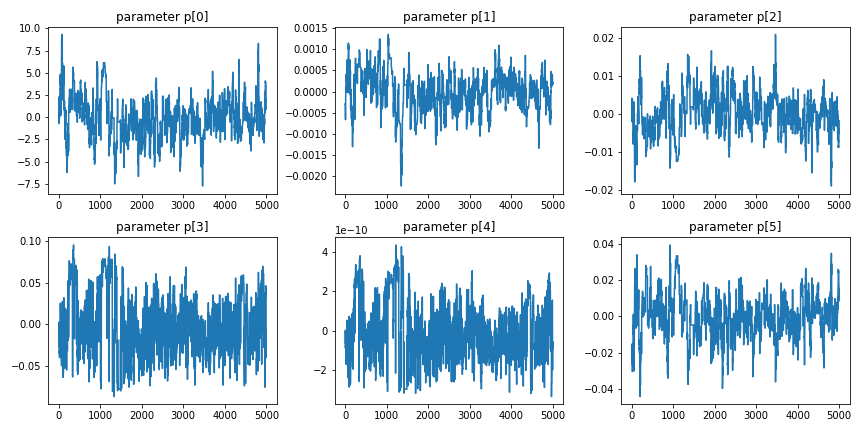 parameter p[0]
10.0
7.5
5.0
2.5
0.0
−2.5
−5.0
−7.5
0 1000 2000 3000 4000 5000
parameter p[1]
0.0015
0.0010
0.0005
0.0000
−0.0005
−0.0010
−0.0015
−0.0020
0 1000 2000 3000 4000 5000
parameter p[2]
0.02
0.01
0.00
−0.01
−0.02
0 1000 2000 3000 4000 5000
parameter p[3]
0.10
0.05
0.00
−0.05
0 1000 2000 3000 4000 5000
parameter p[4]
1e−10
4
2
0
−2
0 1000 2000 3000 4000 5000
parameter p[5]
0.04
0.02
0.00
−0.02
−0.04
0 1000 2000 3000 4000 5000